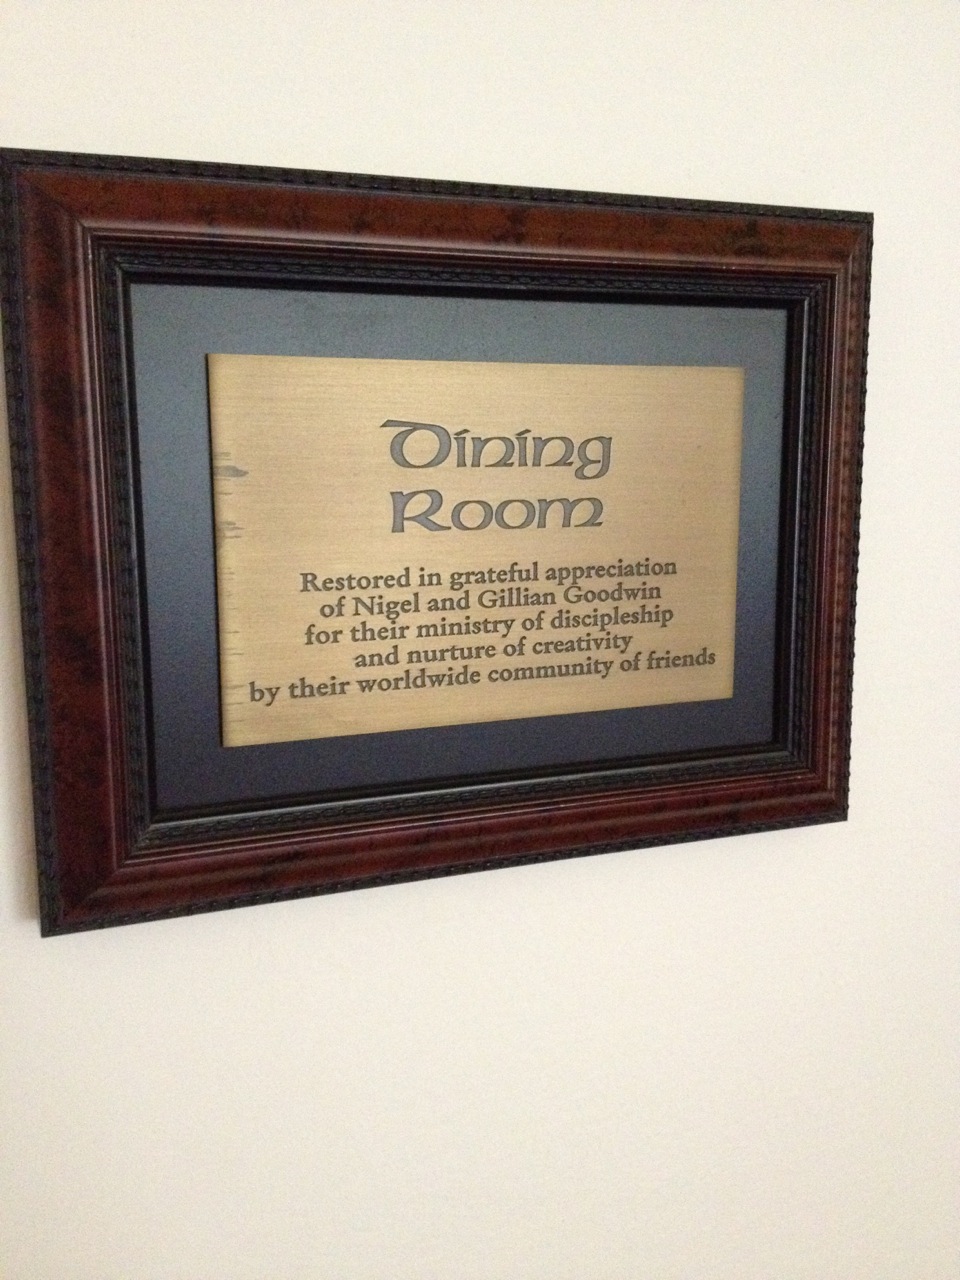 Dining
Room
Restored in grateful appreciation
of Nigel and Gillian Goodwin
for their ministry of discipleship
and nurture of creativity
by their worldwide community of friends